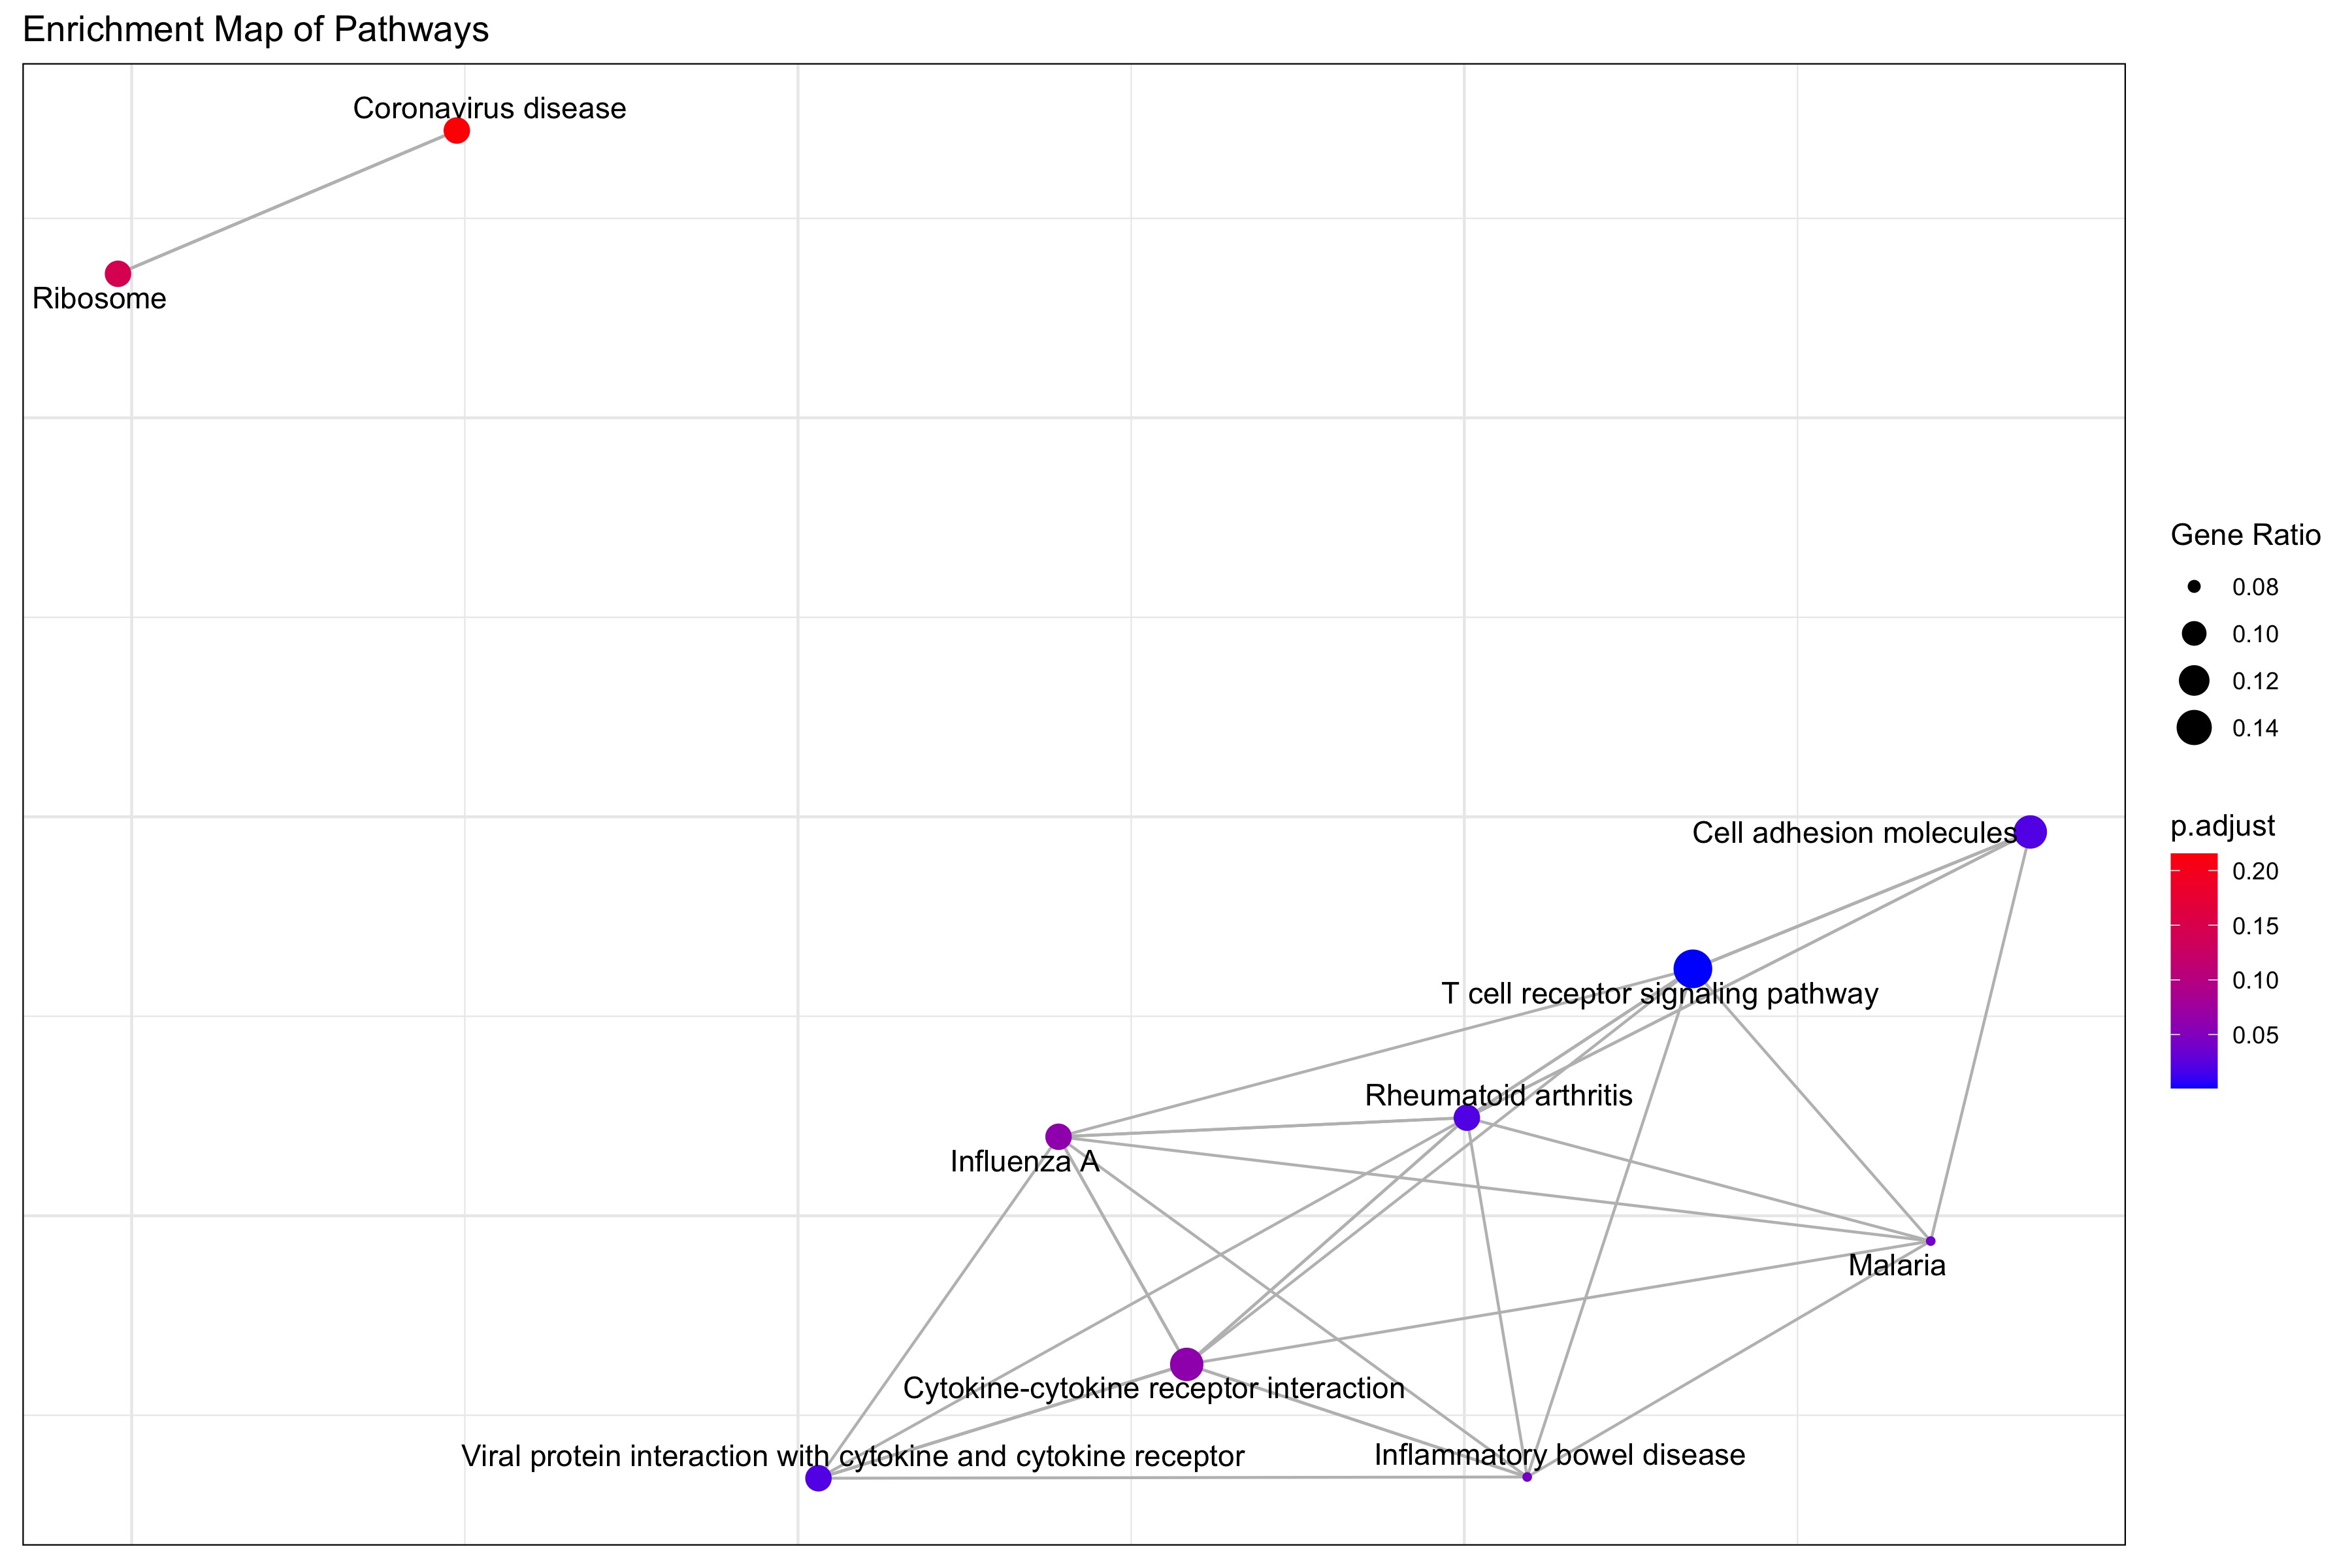 Enrichment Map of Pathways
Coronavirus disease
Ribosome
Cell adhesion molecules
T cell receptor signaling pathway
Rheumatoid arthritis
Influenza A
Malaria
Cytokine-cytokine receptor interaction
Viral protein interaction with cytokine and cytokine receptor
Inflammatory bowel disease
Gene Ratio
0.08
0.10
0.12
0.14
p.adjust
0.20
0.15
0.10
0.05